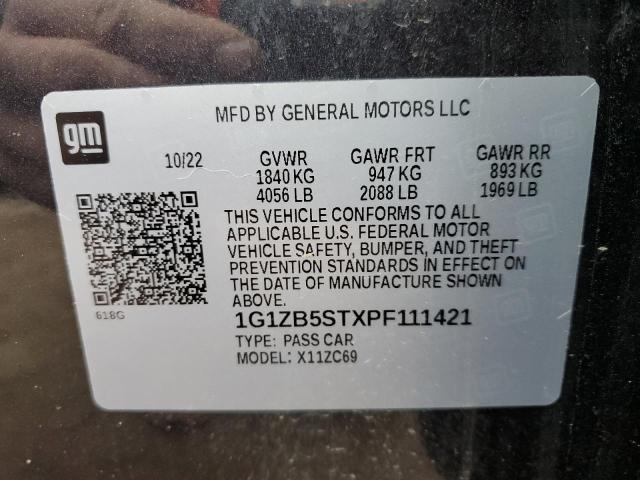 gm
MFD BY GENERAL MOTORS LLC
10/22 GVWR GAWR FRT GAWR RR
1840 KG 947 KG 893 KG
4056 LB 2088 LB 1969 LB
THIS VEHICLE CONFORMS TO ALL
APPLICABLE U.S. FEDERAL MOTOR
VEHICLE SAFETY, BUMPER, AND THEFT
PREVENTION STANDARDS IN EFFECT ON
THE DATE OF MANUFACTURE SHOWN
ABOVE.
618G
1G1ZB5STXPF111421
TYPE: PASS CAR
MODEL: X11ZC69